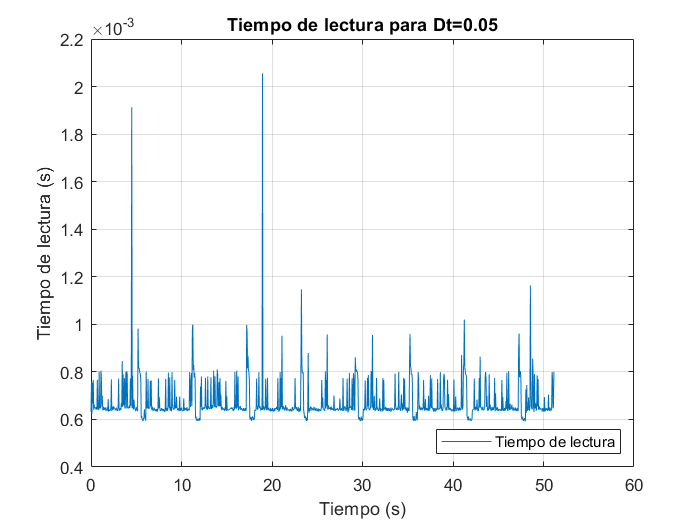 Tiempo de lectura para Dt=0.05
×10⁻³
2.2
2
1.8
1.6
1.4
1.2
1
0.8
0.6
0.4
Tiempo de lectura (s)
Tiempo de lectura
0 10 20 30 40 50 60
Tiempo (s)